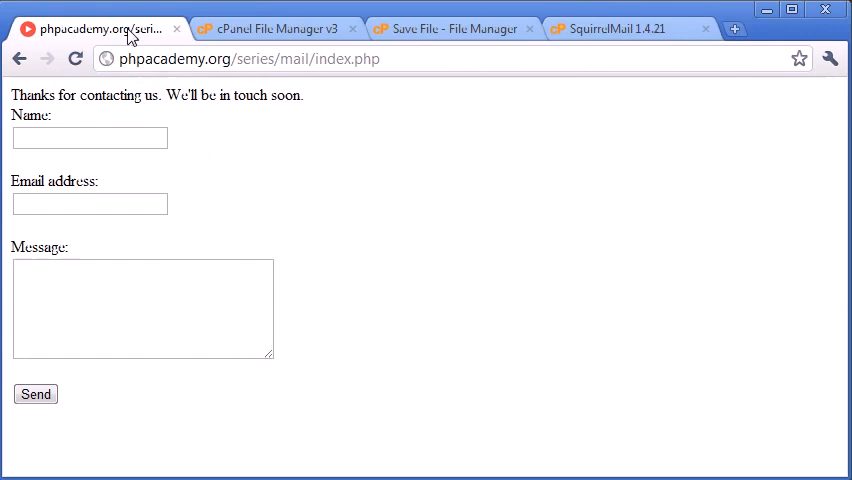 phpacademy.org/seri...
cPanel File Manager v3
Save File - File Manager
SquirrelMail 1.4.21
phpacademy.org/series/mail/index.php
Thanks for contacting us. We'll be in touch soon.
Name:
Email address:
Message:
Send